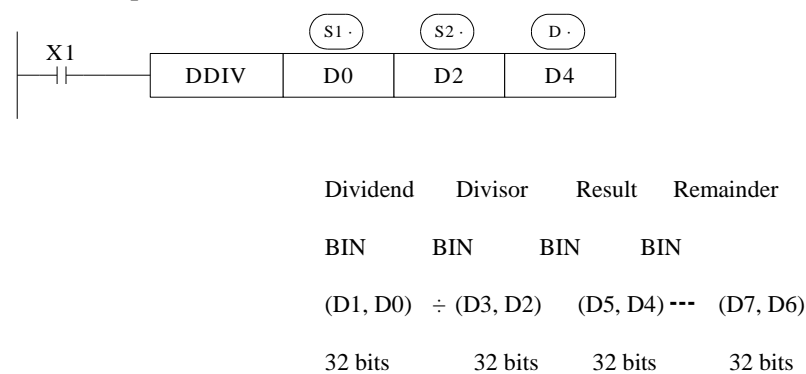 S1 · S2 · D ·
X1
DDIV D0 D2 D4
Dividend Divisor Result Remainder
BIN BIN BIN BIN
(D1, D0) ÷ (D3, D2) (D5, D4) --- (D7, D6)
32 bits 32 bits 32 bits 32 bits